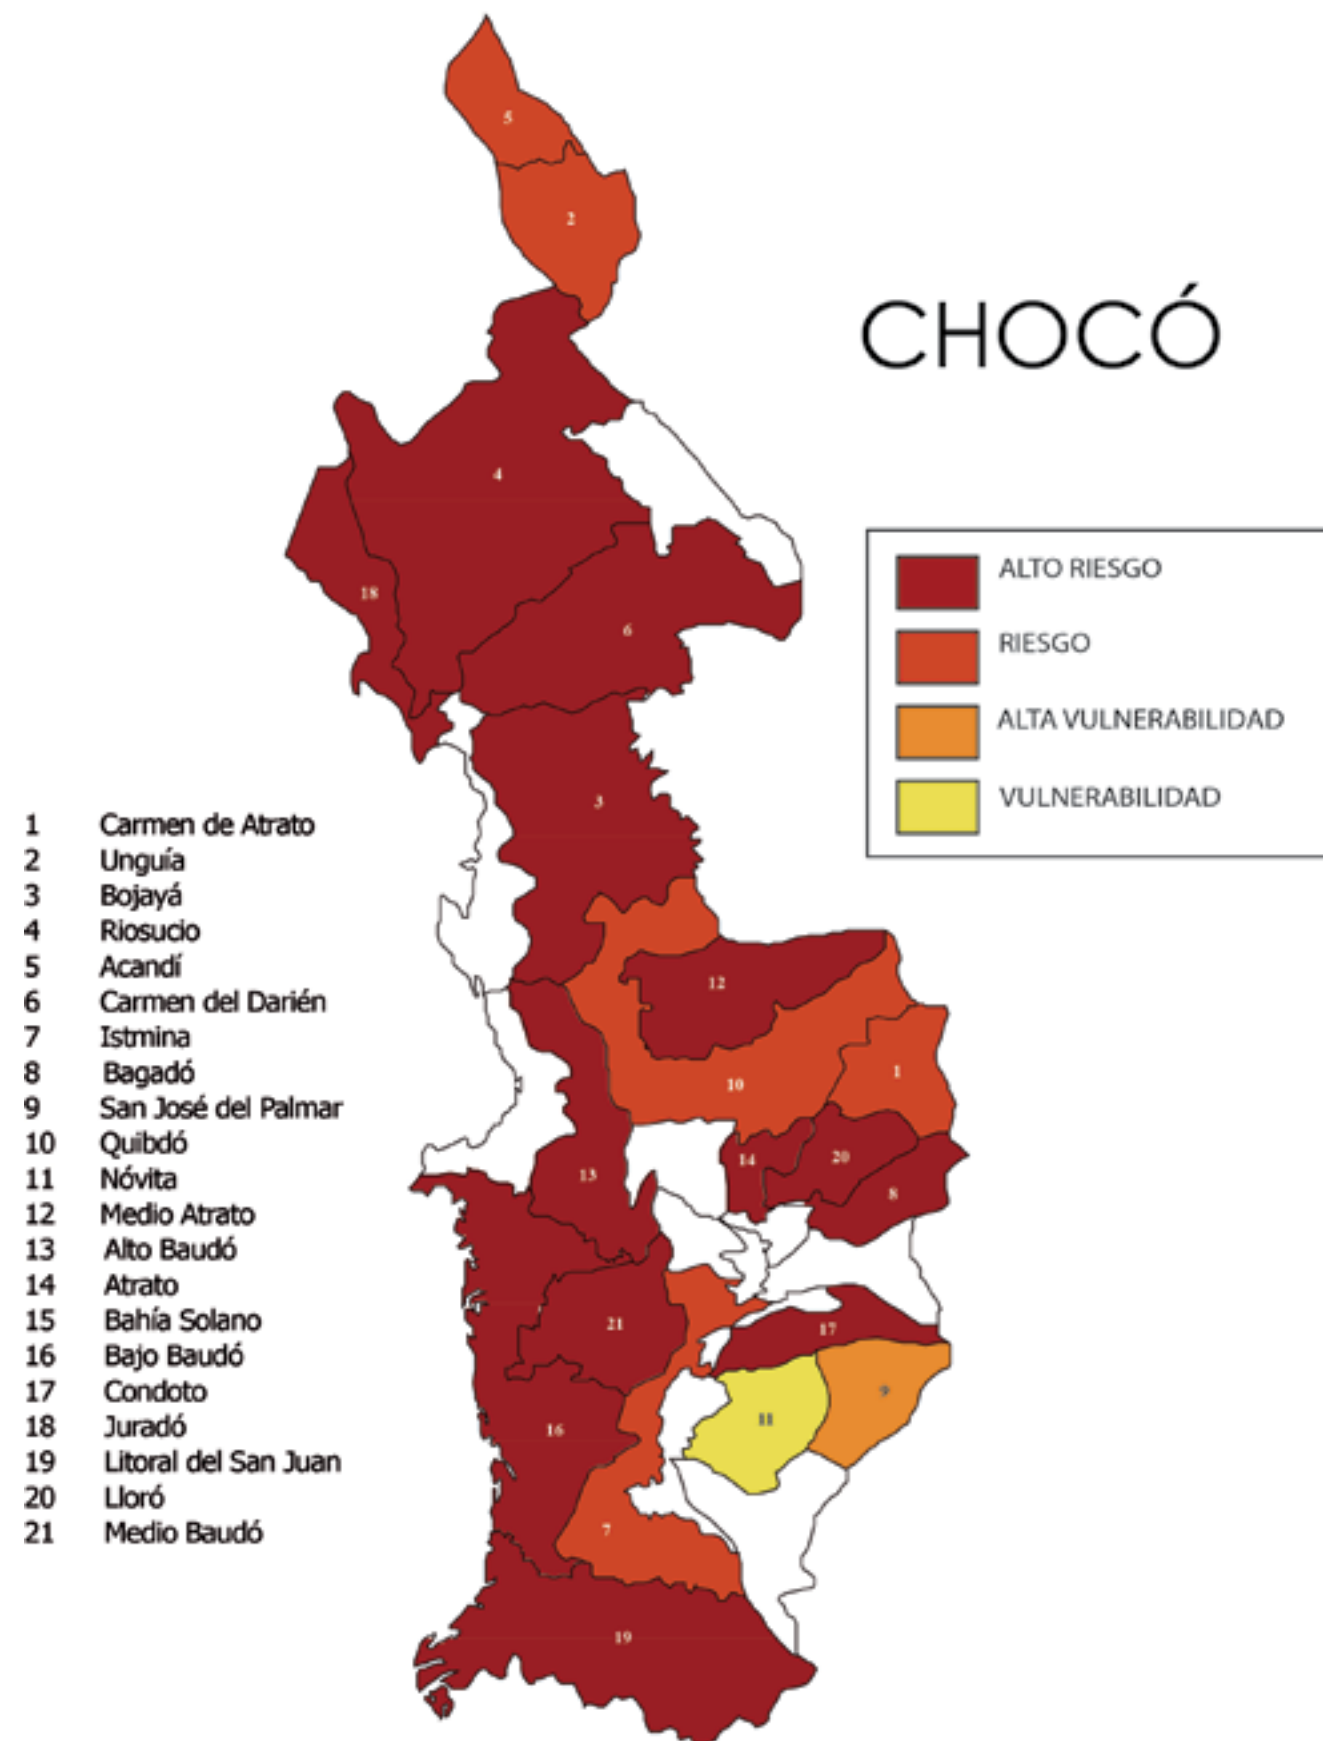 CHOCÓ
ALTO RIESGO
RIESGO
ALTA VULNERABILIDAD
VULNERABILIDAD
1 Carmen de Atrato
2 Unguía
3 Bojayá
4 Riosucio
5 Acandí
6 Carmen del Darién
7 Istmina
8 Bagadó
9 San José del Palmar
10 Quibdó
11 Nóvita
12 Medio Atrato
13 Alto Baudó
14 Atrato
15 Bahía Solano
16 Bajo Baudó
17 Condoto
18 Juradó
19 Litoral del San Juan
20 Lloró
21 Medio Baudó
5
2
4
18
6
3
12
10
1
14
20
13
8
21
17
9
11
16
7
19